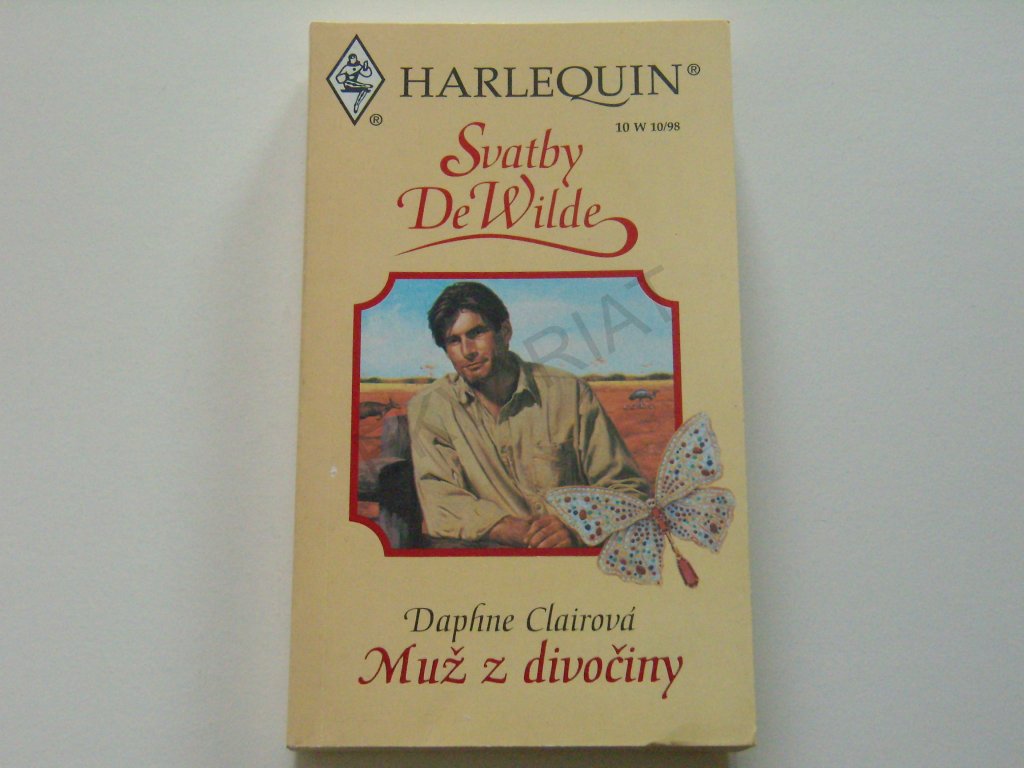 HARLEQUIN®
®
10 W 10/98
Svatby
DeWilde
Daphne Clairová
Muž z divočiny